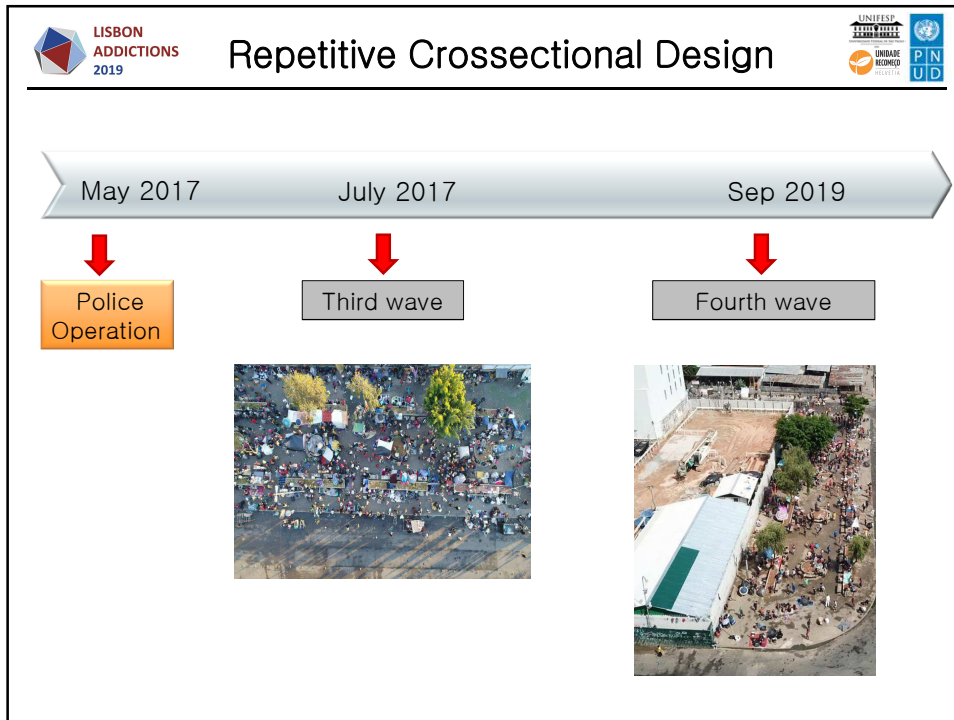 LISBON
ADDICTIONS
2019
Repetitive Crossectional Design
UNIFESP
UNIDADE
RECOMEÇO
HELVETIA
P N
U D
May 2017
July 2017
Sep 2019
Police
Operation
Third wave
Fourth wave